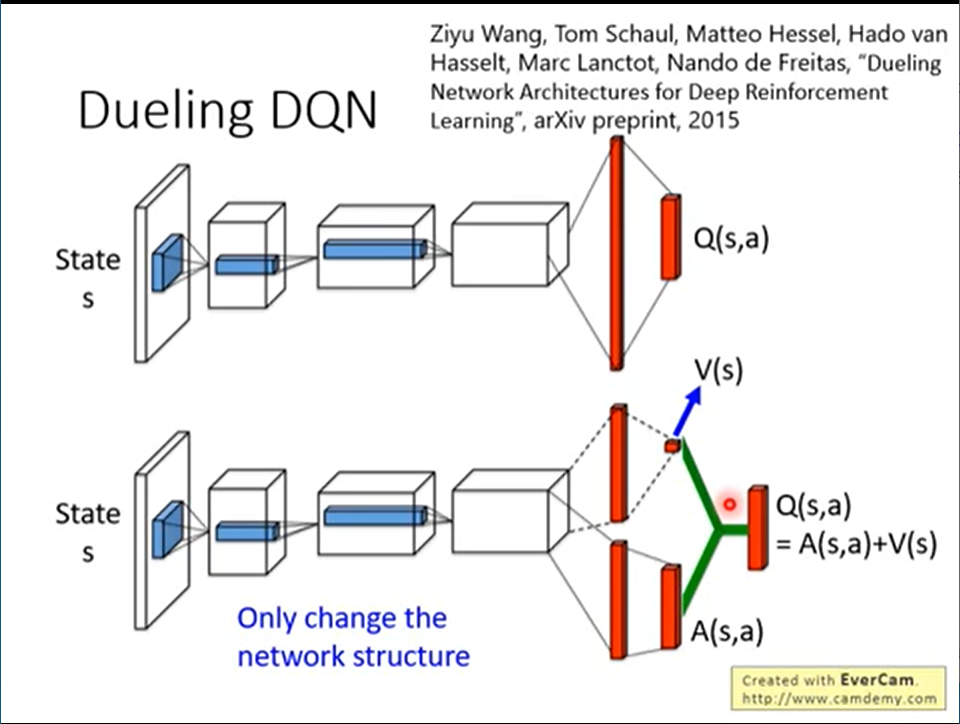 Ziyu Wang, Tom Schaul, Matteo Hessel, Hado van
Hasselt, Marc Lanctot, Nando de Freitas, “Dueling
Network Architectures for Deep Reinforcement
Learning”, arXiv preprint, 2015
Dueling DQN
State
s
Q(s,a)
V(s)
State
s
Q(s,a)
= A(s,a)+V(s)
A(s,a)
Only change the
network structure
Created with EverCam.
http://www.camdemy.com